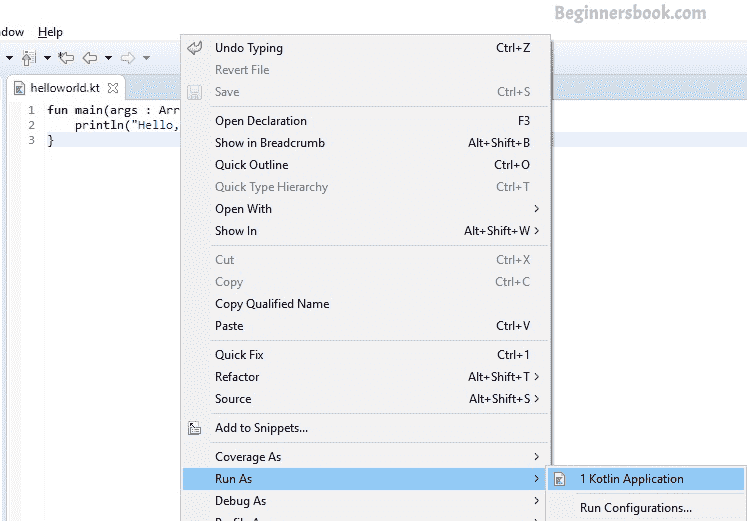 Beginnersbook.com
Help
helloworld.kt
1 fun main(args : Arr
2 println("Hello,
3 }
Undo Typing Ctrl+Z
Revert File
Save Ctrl+S
Open Declaration F3
Show in Breadcrumb Alt+Shift+B
Quick Outline Ctrl+O
Quick Type Hierarchy Ctrl+T
Open With
Show In Alt+Shift+W
Cut Ctrl+X
Copy Ctrl+C
Copy Qualified Name
Paste Ctrl+V
Quick Fix Ctrl+1
Refactor Alt+Shift+T
Source Alt+Shift+S
Add to Snippets...
Coverage As
Run As
1 Kotlin Application
Debug As
Run Configurations...